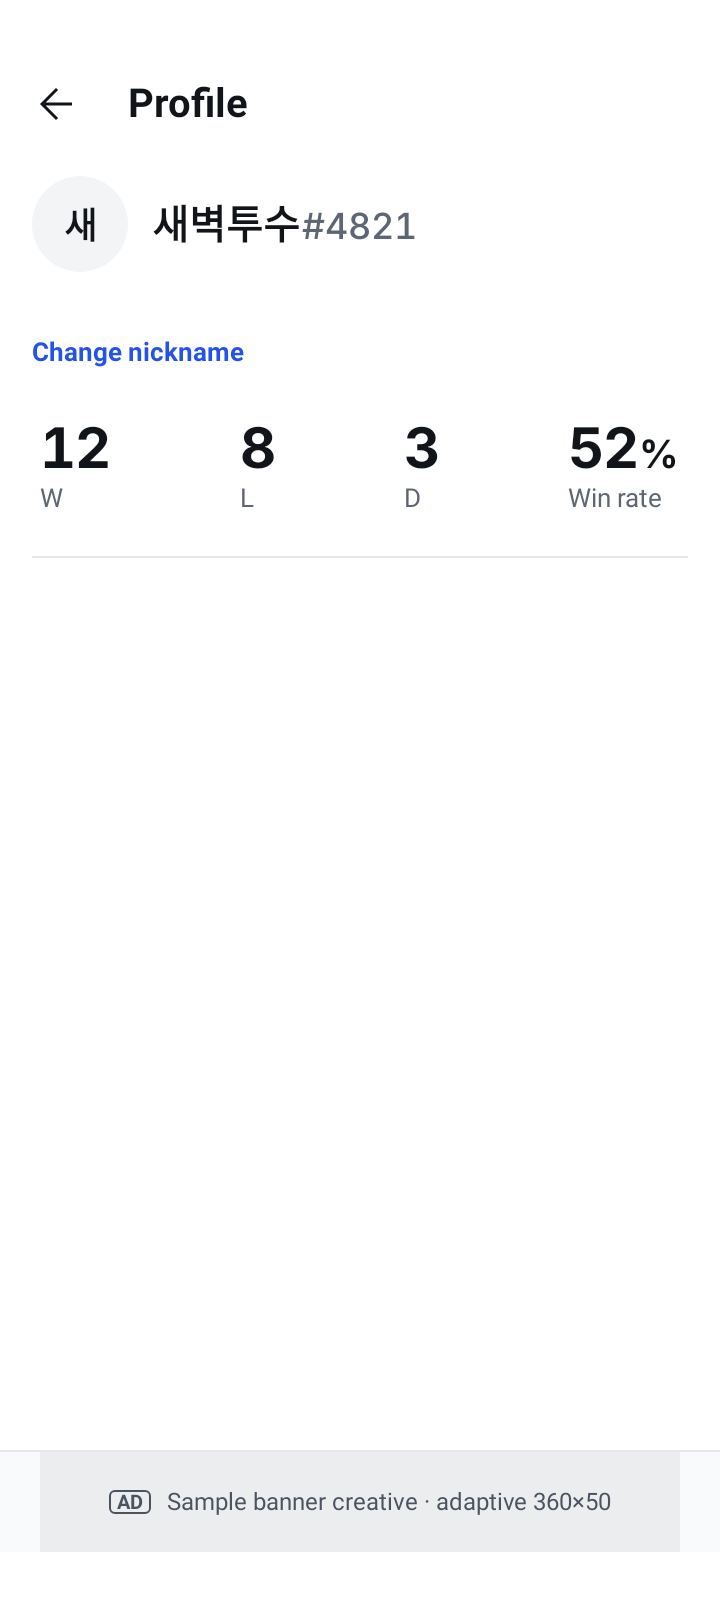 Profile
새
새벽투수#4821
Change nickname
12 8 3 52%
W L D Win rate
AD Sample banner creative · adaptive 360×50